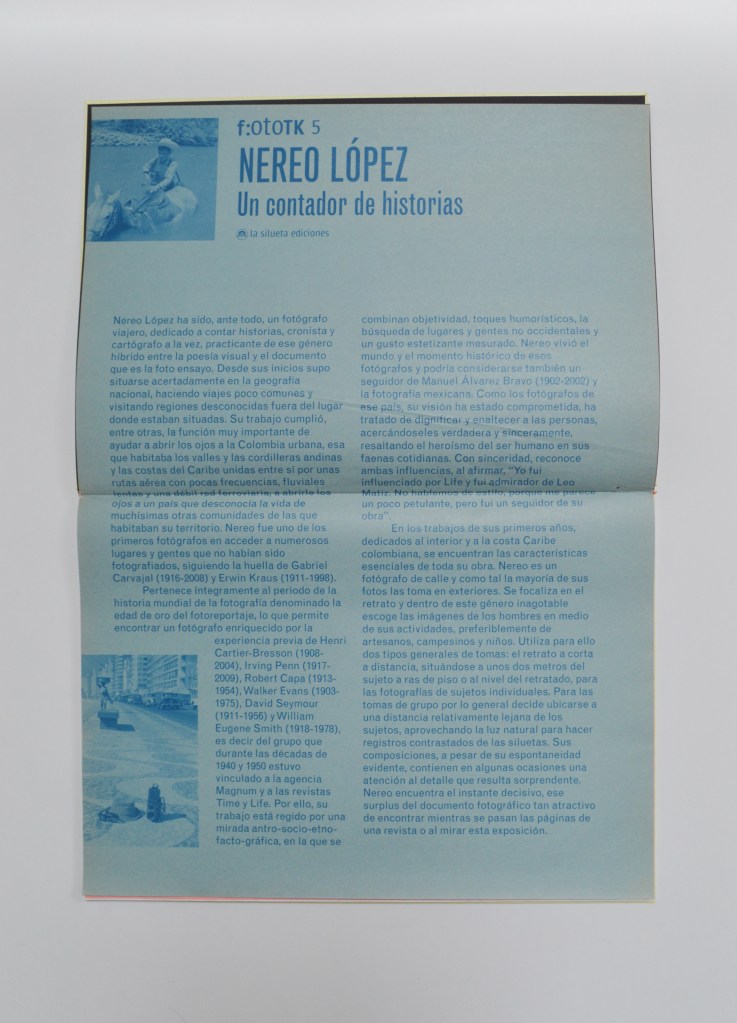 f:otoTK 5
NEREO LÓPEZ
Un contador de historias
la silueta ediciones
Nereo López ha sido, ante todo, un fotógrafo
viajero, dedicado a contar historias, cronista y
cartógrafo a la vez, practicante de ese género
híbrido entre la poesía visual y el documento
que es la foto ensayo. Desde sus inicios supo
situarse acertadamente en la geografía
nacional, haciendo viajes poco comunes y
visitando regiones desconocidas fuera del lugar
donde estaban situadas. Su trabajo cumplió,
entre otras, la función muy importante de
ayudar a abrir los ojos a la Colombia urbana, esa
que habitaba los valles y las cordilleras andinas
y las costas del Caribe unidas entre sí por unas
rutas aérea con pocas frecuencias, fluviales
lentas y una débil red ferroviaria, a abrirle los
ojos a un país que desconocía la vida de
muchísimas otras comunidades de las que
habitaban su territorio. Nereo fue uno de los
primeros fotógrafos en acceder a numerosos
lugares y gentes que no habían sido
fotografiados, siguiendo la huella de Gabriel
Carvajal (1916-2008) y Erwin Kraus (1911-1998).
Pertenece íntegramente al periodo de la
historia mundial de la fotografía denominado la
edad de oro del fotoreportaje, lo que permite
encontrar un fotógrafo enriquecido por la
experiencia previa de Henri
Cartier-Bresson (1908-
2004), Irving Penn (1917-
2009), Robert Capa (1913-
1954), Walker Evans (1903-
1975), David Seymour
(1911-1956) y William
Eugene Smith (1918-1978),
es decir del grupo que
durante las décadas de
1940 y 1950 estuvo
vinculado a la agencia
Magnum y a las revistas
Time y Life. Por ello, su
trabajo está regido por una
mirada antro-socio-etno-
facto-gráfica, en la que se
combinan objetividad, toques humorísticos, la
búsqueda de lugares y gentes no occidentales y
un gusto estetizante mesurado. Nereo vivió el
mundo y el momento histórico de esos
fotógrafos y podría considerarse también un
seguidor de Manuel Álvarez Bravo (1902-2002) y
la fotografía mexicana. Como los fotógrafos de
ese país, su visión ha estado comprometida, ha
tratado de dignificar y enaltecer a las personas,
acercándoseles verdadera y sinceramente,
resaltando el heroísmo del ser humano en sus
faenas cotidianas. Con sinceridad, reconoce
ambas influencias, al afirmar, "Yo fui
influenciado por Life y fui admirador de Leo
Matiz. No hablemos de estilo, porque me parece
un poco petulante, pero fui un seguidor de su
obra".
En los trabajos de sus primeros años,
dedicados al interior y a la costa Caribe
colombiana, se encuentran las características
esenciales de toda su obra. Nereo es un
fotógrafo de calle y como tal la mayoría de sus
fotos las toma en exteriores. Se focaliza en el
retrato y dentro de este género inagotable
escoge las imágenes de los hombres en medio
de sus actividades, preferiblemente de
artesanos, campesinos y niños. Utiliza para ello
dos tipos generales de tomas: el retrato a corta
a distancia, situándose a unos dos metros del
sujeto a ras de piso o al nivel del retratado, para
las fotografías de sujetos individuales. Para las
tomas de grupo por lo general decide ubicarse a
una distancia relativamente lejana de los
sujetos, aprovechando la luz natural para hacer
registros contrastados de las siluetas. Sus
composiciones, a pesar de su espontaneidad
evidente, contienen en algunas ocasiones una
atención al detalle que resulta sorprendente.
Nereo encuentra el instante decisivo, ese
surplus del documento fotográfico tan atractivo
de encontrar mientras se pasan las páginas de
una revista o al mirar esta exposición.